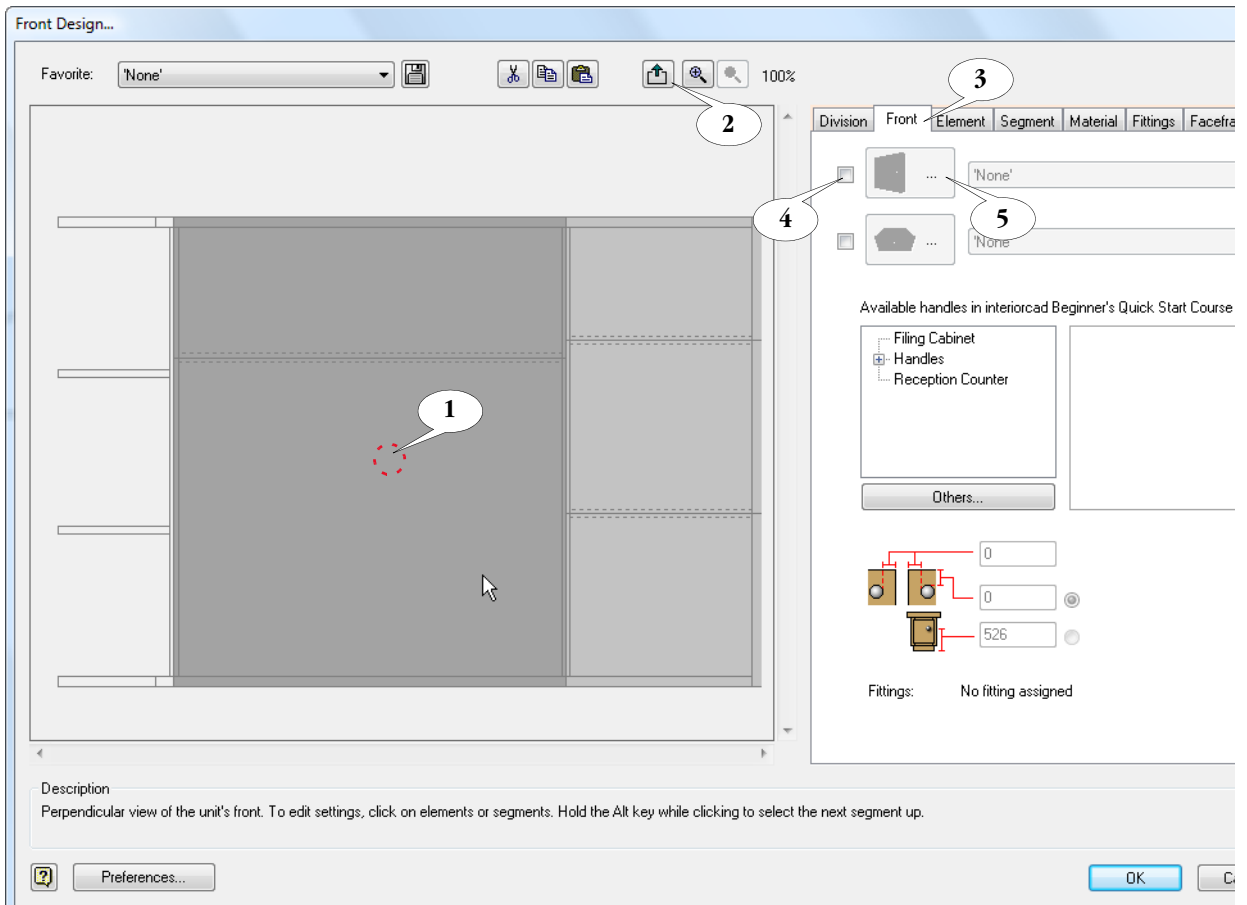 Front Design...
Favorite: 'None' 100%
3
2
Division Front Element Segment Material Fittings Facefra
... 'None'
4 5
... 'None'
Available handles in interiorcad Beginner's Quick Start Course
Filing Cabinet
Handles
Reception Counter
1
Others...
0
0
526
Fittings: No fitting assigned
Description
Perpendicular view of the unit's front. To edit settings, click on elements or segments. Hold the Alt key while clicking to select the next segment up.
Preferences... OK Ca